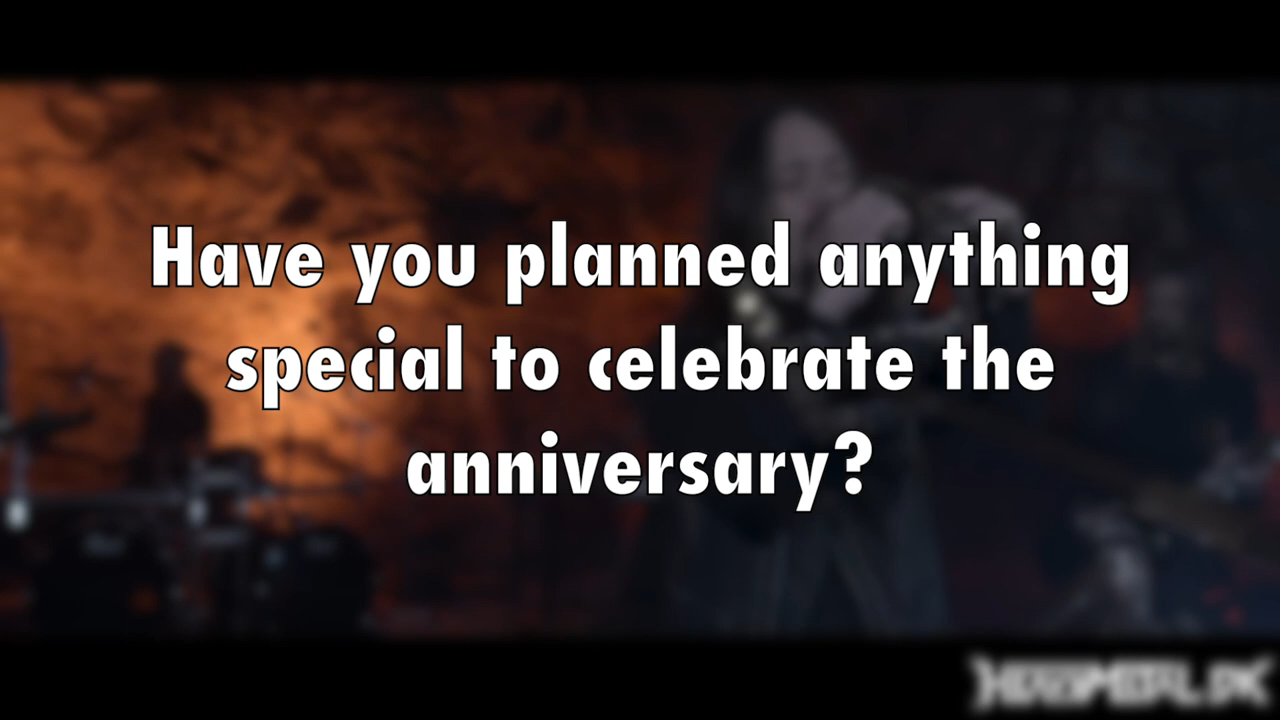 Have you planned anything
special to celebrate the
anniversary?
HEAVYMETAL.DK